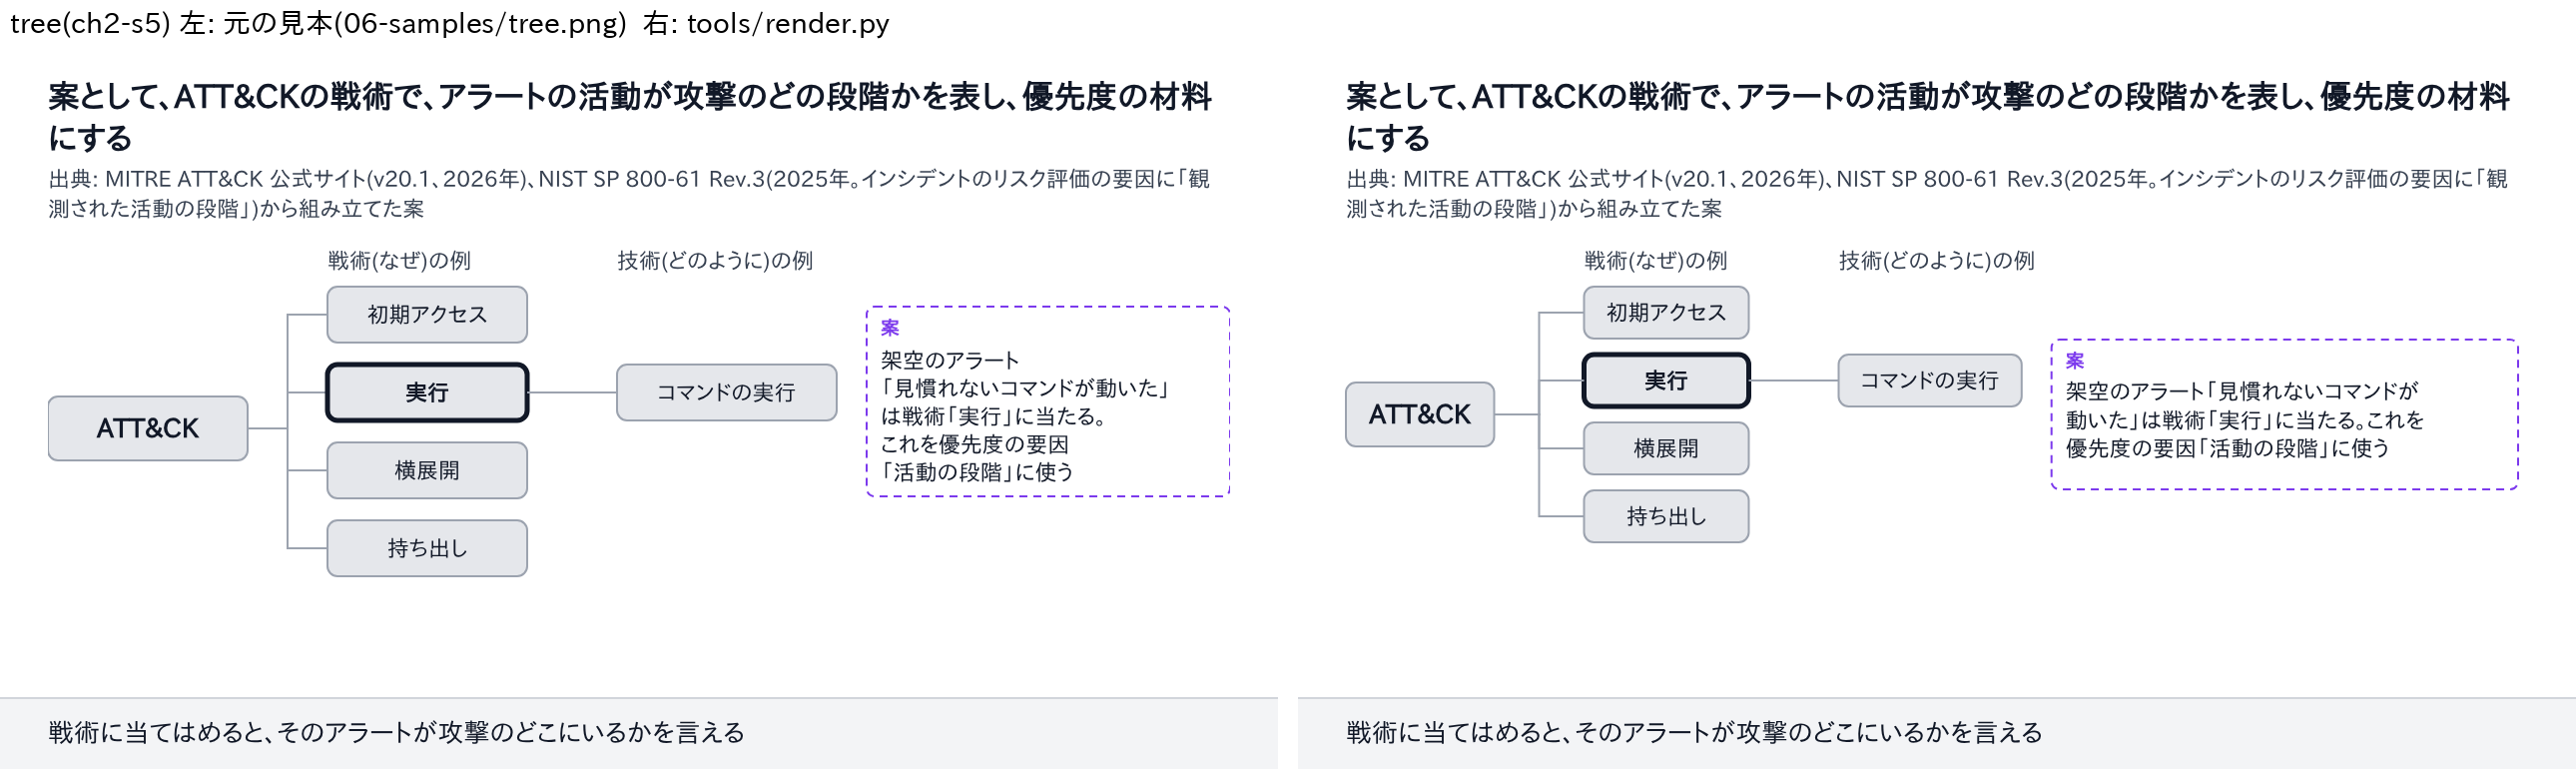 tree(ch2-s5) 左: 元の見本(06-samples/tree.png)  右: tools/render.py
案として、ATT&CKの戦術で、アラートの活動が攻撃のどの段階かを表し、優先度の材料
にする
出典: MITRE ATT&CK 公式サイト(v20.1、2026年)、NIST SP 800-61 Rev.3(2025年。インシデントのリスク評価の要因に「観
測された活動の段階」)から組み立てた案
戦術(なぜ)の例
技術(どのように)の例
ATT&CK
初期アクセス
実行
横展開
持ち出し
コマンドの実行
案
架空のアラート
「見慣れないコマンドが動いた」
は戦術「実行」に当たる。
これを優先度の要因
「活動の段階」に使う
戦術に当てはめると、そのアラートが攻撃のどこにいるかを言える
案として、ATT&CKの戦術で、アラートの活動が攻撃のどの段階かを表し、優先度の材料
にする
出典: MITRE ATT&CK 公式サイト(v20.1、2026年)、NIST SP 800-61 Rev.3(2025年。インシデントのリスク評価の要因に「観
測された活動の段階」)から組み立てた案
戦術(なぜ)の例
技術(どのように)の例
ATT&CK
初期アクセス
実行
横展開
持ち出し
コマンドの実行
案
架空のアラート「見慣れないコマンドが
動いた」は戦術「実行」に当たる。これを
優先度の要因「活動の段階」に使う
戦術に当てはめると、そのアラートが攻撃のどこにいるかを言える